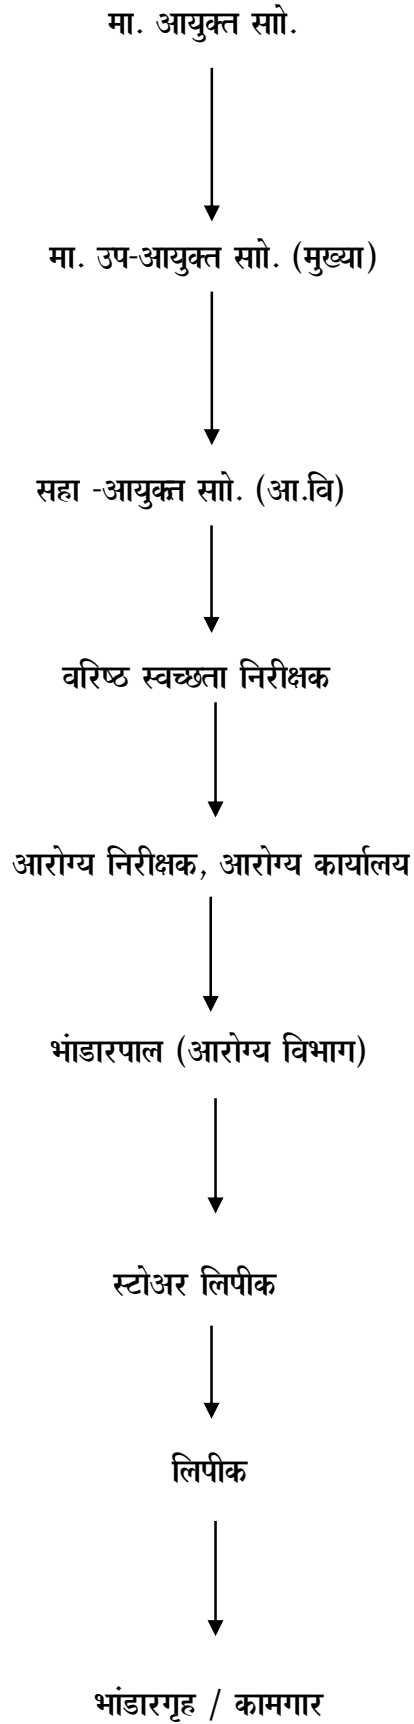 मा. आयुक्त साो.
मा. उप-आयुक्त साो. (मुख्या)
सहा -आयुक्त साो. (आ.वि)
वरिष्ठ स्वच्छता निरीक्षक
आरोग्य निरीक्षक, आरोग्य कार्यालय
भांडारपाल (आरोग्य विभाग)
स्टोअर लिपीक
लिपीक
भांडारगृह / कामगार